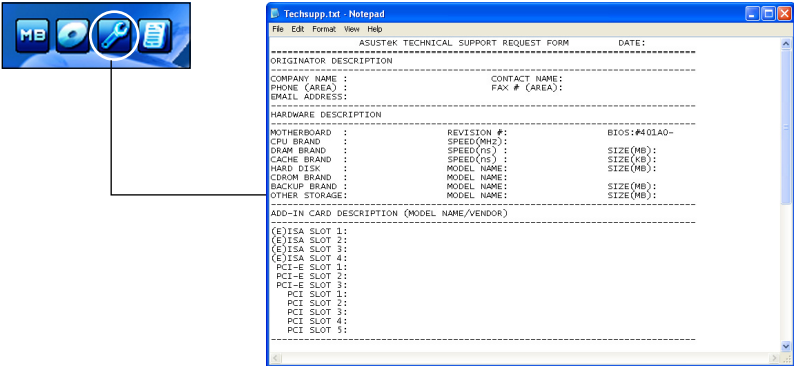 MB
Techsupp.txt - Notepad
File Edit Format View Help
ASUSTeK TECHNICAL SUPPORT REQUEST FORM DATE:
ORIGINATOR DESCRIPTION
COMPANY NAME : CONTACT NAME:
PHONE (AREA) : FAX # (AREA):
EMAIL ADDRESS:
HARDWARE DESCRIPTION
MOTHERBOARD : REVISION #: BIOS:#401A0-
CPU BRAND : SPEED(MHz):
DRAM BRAND : SPEED(ns) : SIZE(MB):
CACHE BRAND : SPEED(ns) : SIZE(KB):
HARD DISK : MODEL NAME: SIZE(MB):
CDROM BRAND : MODEL NAME:
BACKUP BRAND : MODEL NAME: SIZE(MB):
OTHER STORAGE: MODEL NAME: SIZE(MB):
ADD-IN CARD DESCRIPTION (MODEL NAME/VENDOR)
(E)ISA SLOT 1:
(E)ISA SLOT 2:
(E)ISA SLOT 3:
(E)ISA SLOT 4:
PCI-E SLOT 1:
PCI-E SLOT 2:
PCI-E SLOT 3:
PCI SLOT 1:
PCI SLOT 2:
PCI SLOT 3:
PCI SLOT 4:
PCI SLOT 5: